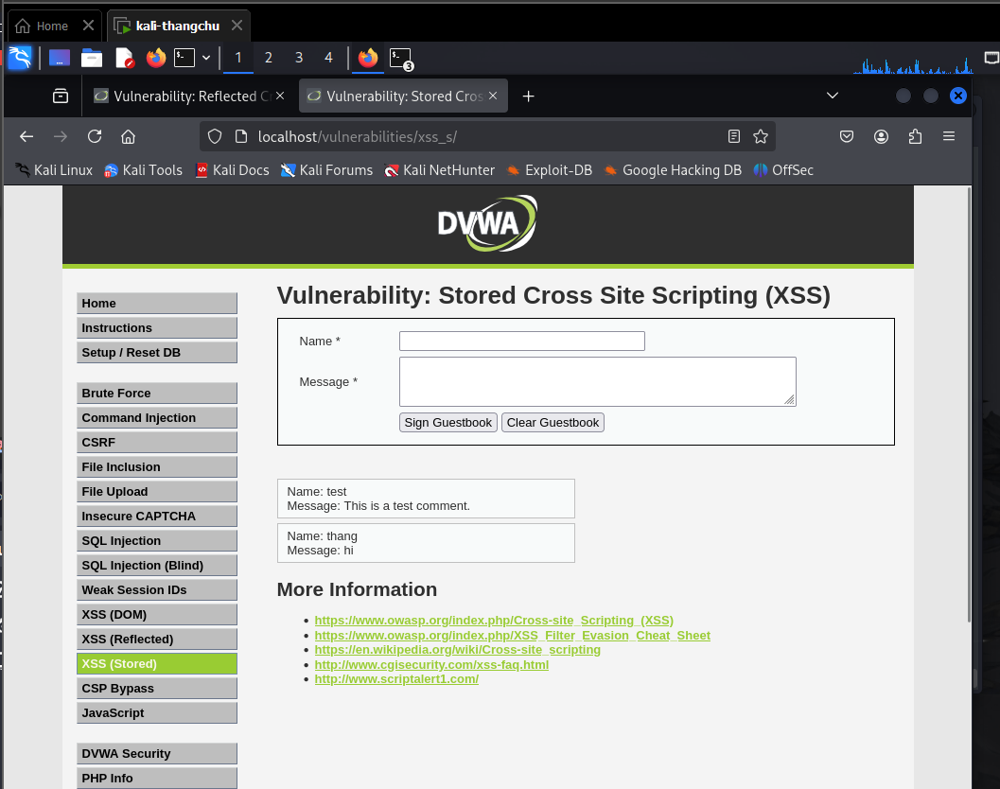 Home
kali-thangchu
1 2 3 4
3
Vulnerability: Reflected C
Vulnerability: Stored Cros
localhost/vulnerabilities/xss_s/
Kali Linux
Kali Tools
Kali Docs
Kali Forums
Kali NetHunter
Exploit-DB
Google Hacking DB
OffSec
DVWA
Home
Instructions
Setup / Reset DB
Brute Force
Command Injection
CSRF
File Inclusion
File Upload
Insecure CAPTCHA
SQL Injection
SQL Injection (Blind)
Weak Session IDs
XSS (DOM)
XSS (Reflected)
XSS (Stored)
CSP Bypass
JavaScript
DVWA Security
PHP Info
Vulnerability: Stored Cross Site Scripting (XSS)
Name *
Message *
Sign Guestbook Clear Guestbook
Name: test
Message: This is a test comment.
Name: thang
Message: hi
More Information
https://www.owasp.org/index.php/Cross-site_Scripting_(XSS)
https://www.owasp.org/index.php/XSS_Filter_Evasion_Cheat_Sheet
https://en.wikipedia.org/wiki/Cross-site_scripting
http://www.cgisecurity.com/xss-faq.html
http://www.scriptalert1.com/